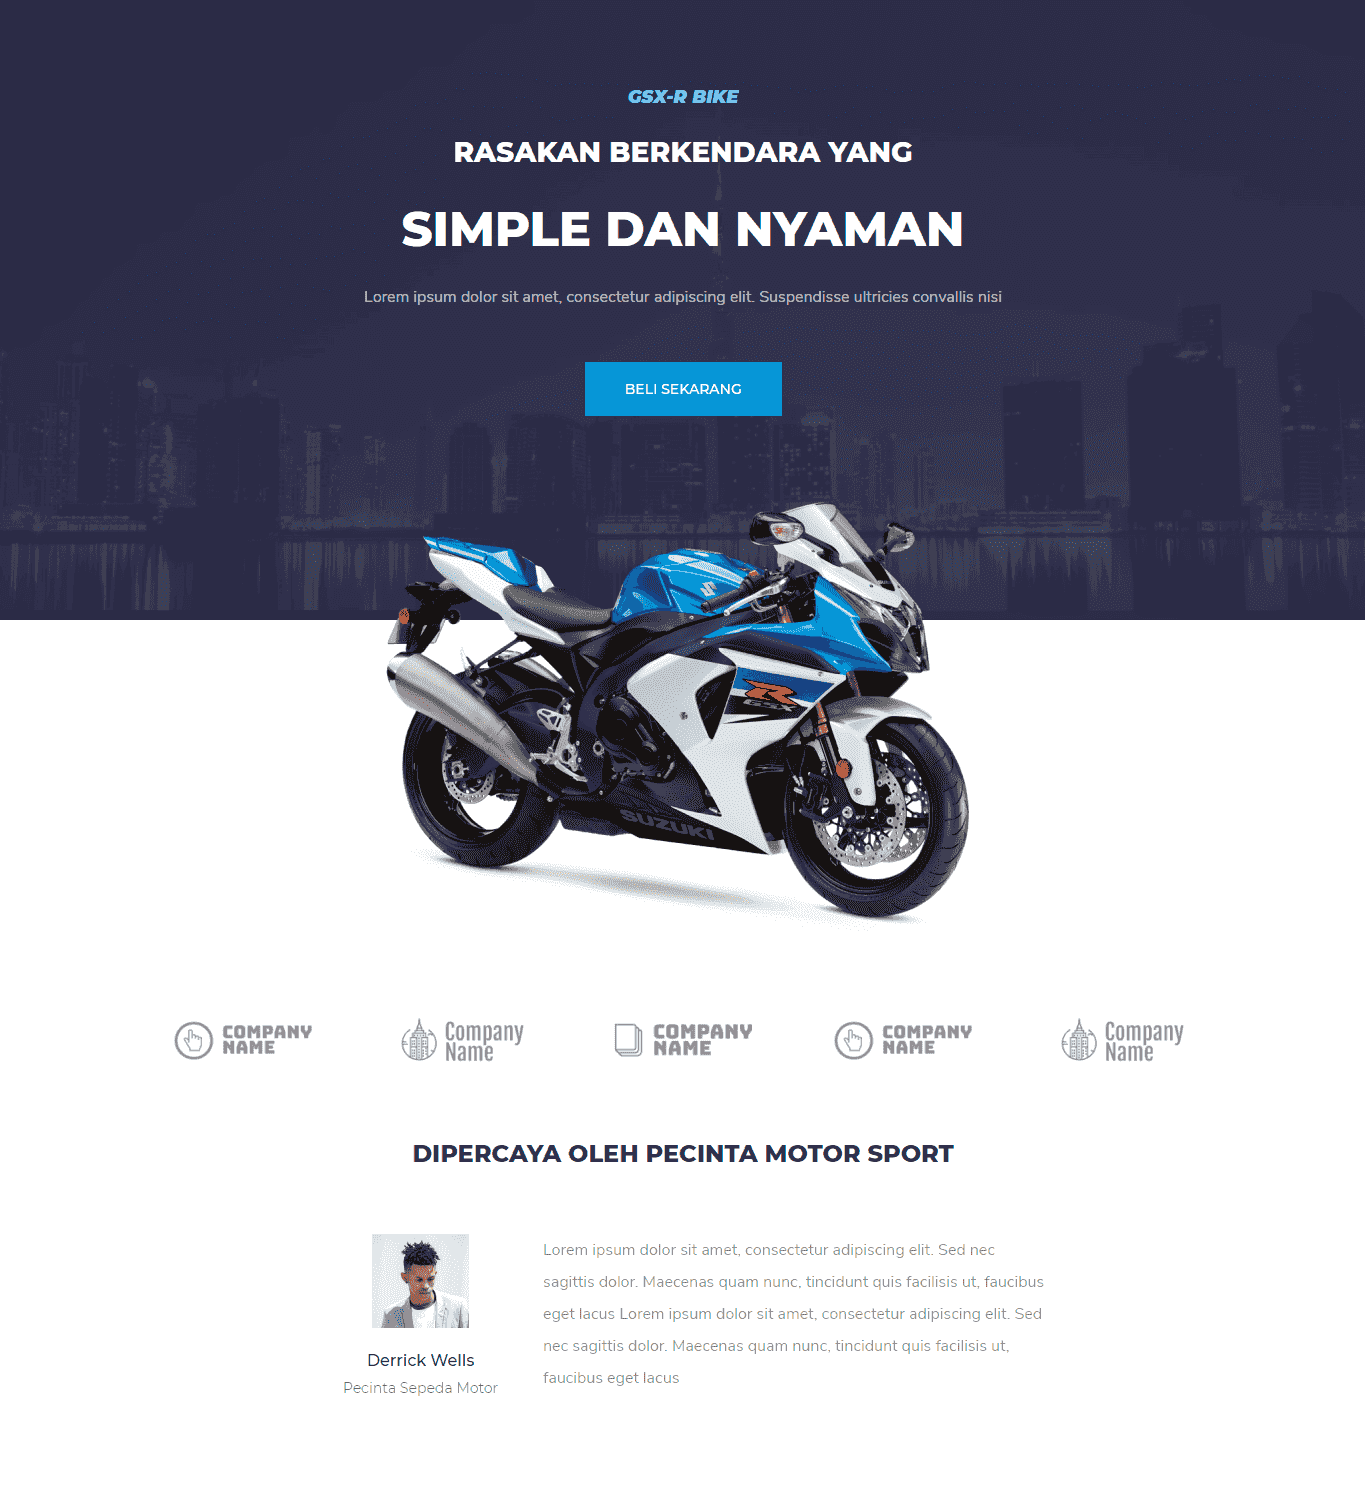 GSX-R BIKE
RASAKAN BERKENDARA YANG
SIMPLE DAN NYAMAN
Lorem ipsum dolor sit amet, consectetur adipiscing elit. Suspendisse ultricies convallis nisi
BELI SEKARANG
R
GSX
SUZUKI
COMPANY
NAME
Company
Name
COMPANY
NAME
COMPANY
NAME
Company
Name
DIPERCAYA OLEH PECINTA MOTOR SPORT
Derrick Wells
Pecinta Sepeda Motor
Lorem ipsum dolor sit amet, consectetur adipiscing elit. Sed nec
sagittis dolor. Maecenas quam nunc, tincidunt quis facilisis ut, faucibus
eget lacus Lorem ipsum dolor sit amet, consectetur adipiscing elit. Sed
nec sagittis dolor. Maecenas quam nunc, tincidunt quis facilisis ut,
faucibus eget lacus